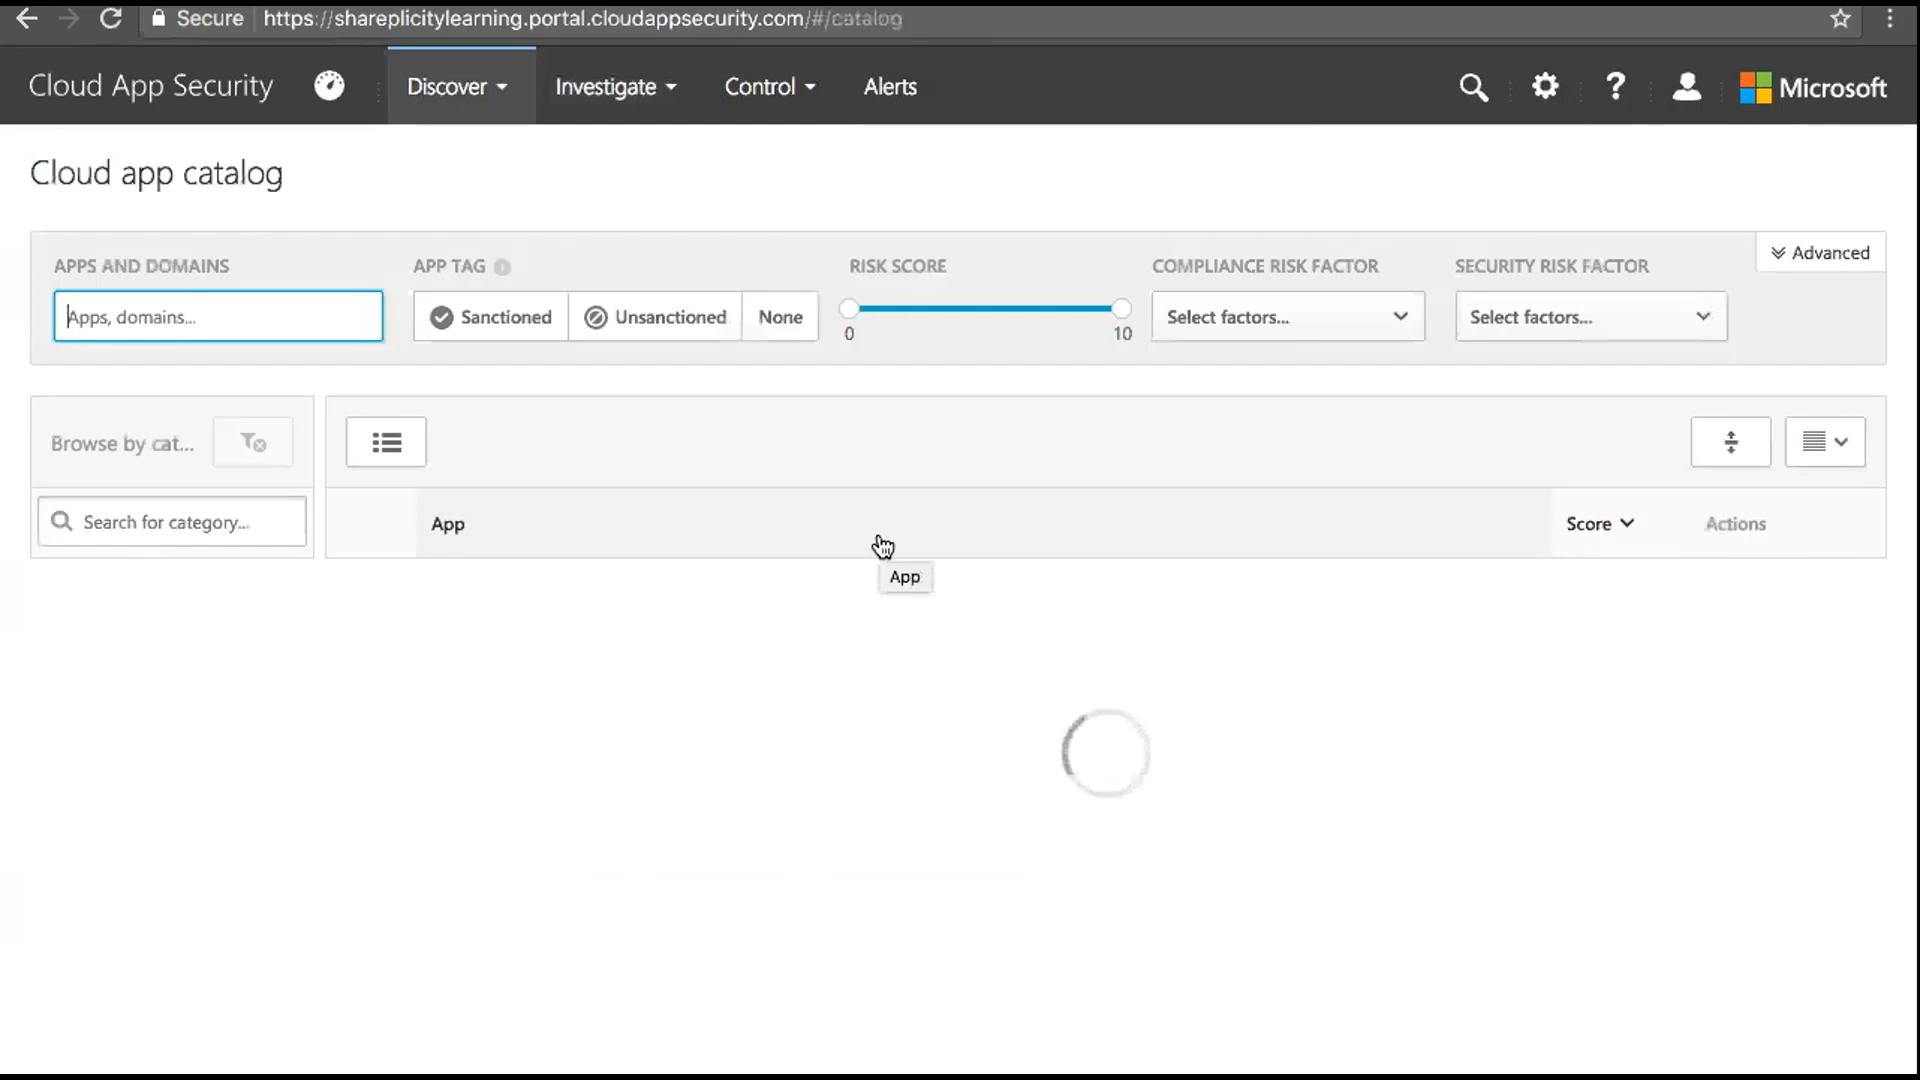 Secure https://shareplicitylearning.portal.cloudappsecurity.com/#/catalog
Cloud App Security Discover Investigate Control Alerts ? Microsoft
Cloud app catalog
Advanced
APPS AND DOMAINS APP TAG RISK SCORE COMPLIANCE RISK FACTOR SECURITY RISK FACTOR
Apps, domains... Sanctioned Unsanctioned None Select factors... Select factors...
0 10
Browse by cat...
Search for category... App Score Actions
App